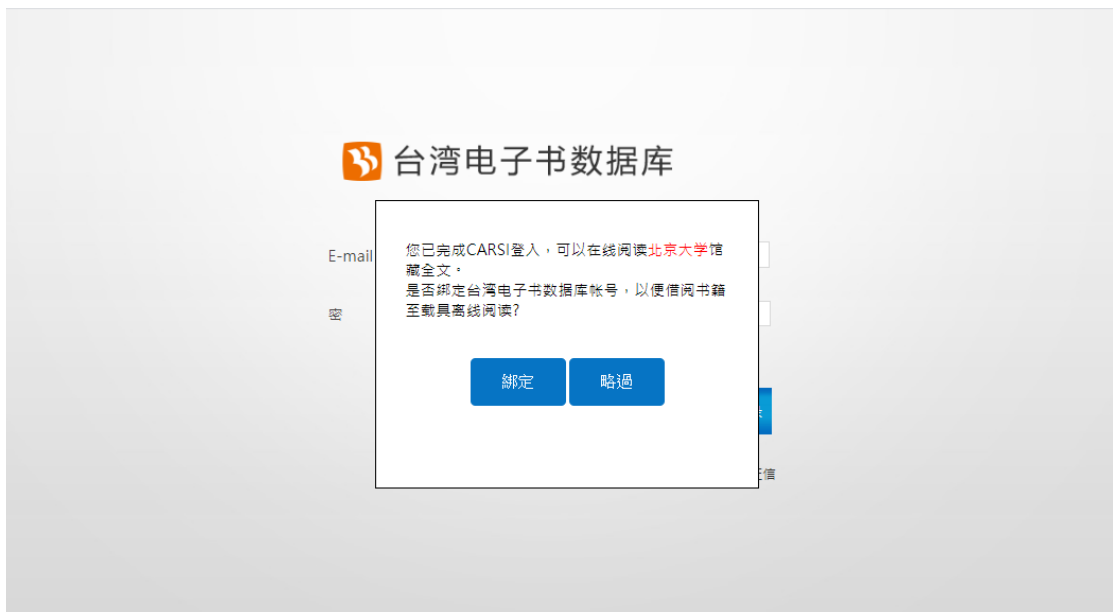 台湾电子书数据库
E-mail
您已完成CARSI登入，可以在线阅读北京大学馆
藏全文。
是否綁定台湾电子书数据库帐号，以便借阅书籍
至载具离线阅读?
密
綁定
略過
信